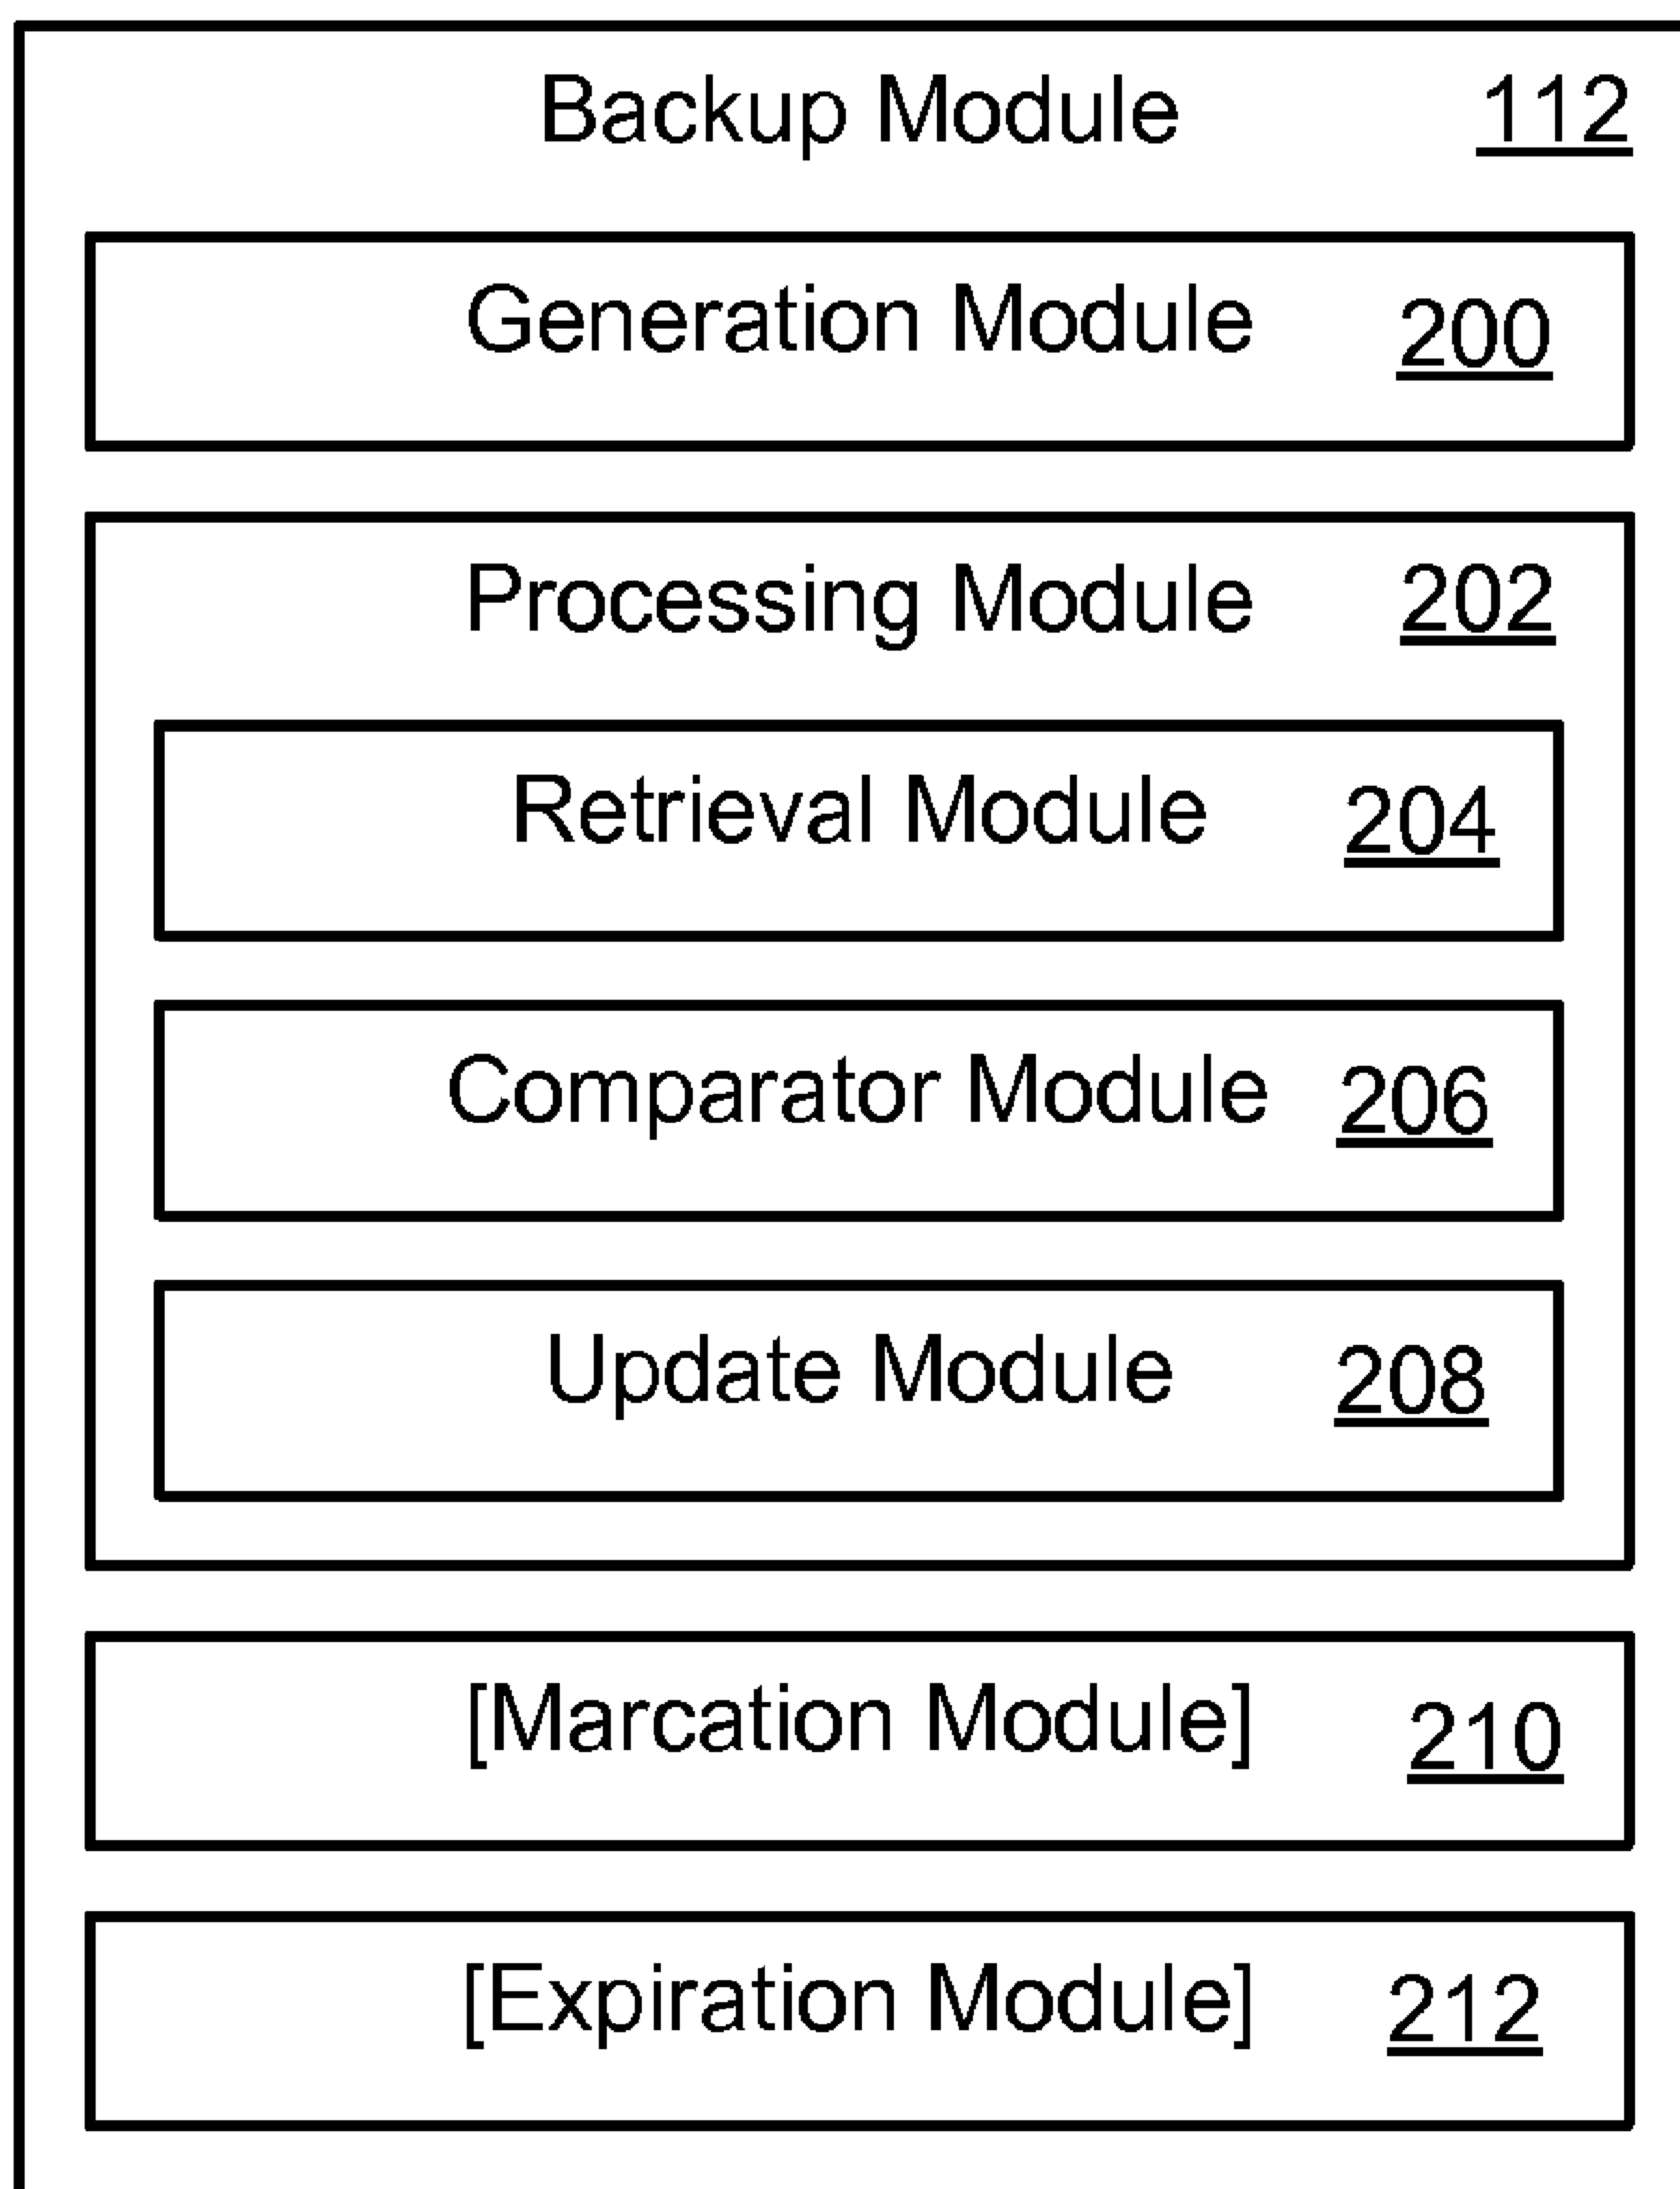 Backup Module 112
Generation Module 200
Processing Module 202
Retrieval Module 204
Comparator Module 206
Update Module 208
[Marcation Module] 210
[Expiration Module] 212